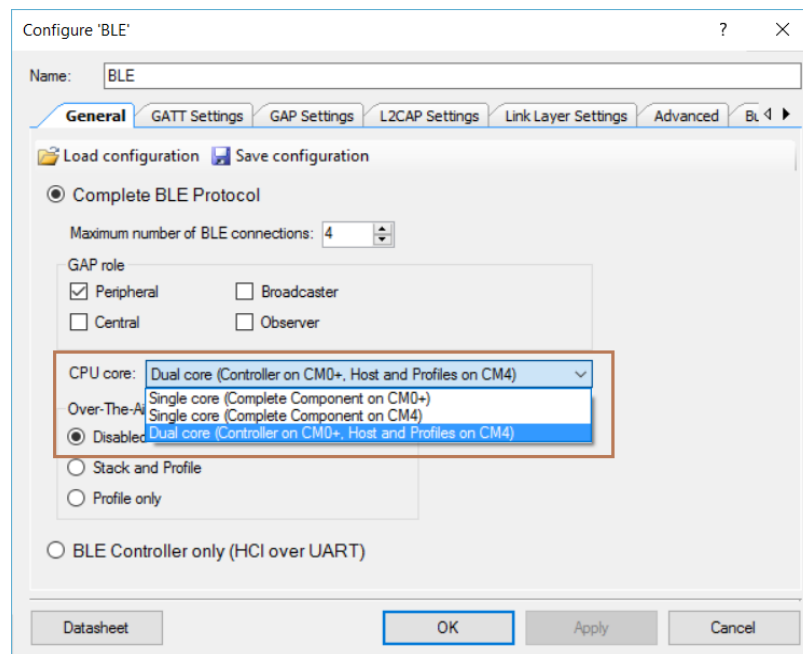 Configure 'BLE'
?
Name: BLE
General GATT Settings GAP Settings L2CAP Settings Link Layer Settings Advanced
Load configuration Save configuration
Complete BLE Protocol
Maximum number of BLE connections: 4
GAP role
Peripheral Broadcaster
Central Observer
CPU core: Dual core (Controller on CM0+, Host and Profiles on CM4)
Single core (Complete Component on CM0+)
Over-The-Ai Single core (Complete Component on CM4)
Disabled Dual core (Controller on CM0+, Host and Profiles on CM4)
Stack and Profile
Profile only
BLE Controller only (HCI over UART)
Datasheet OK Apply Cancel